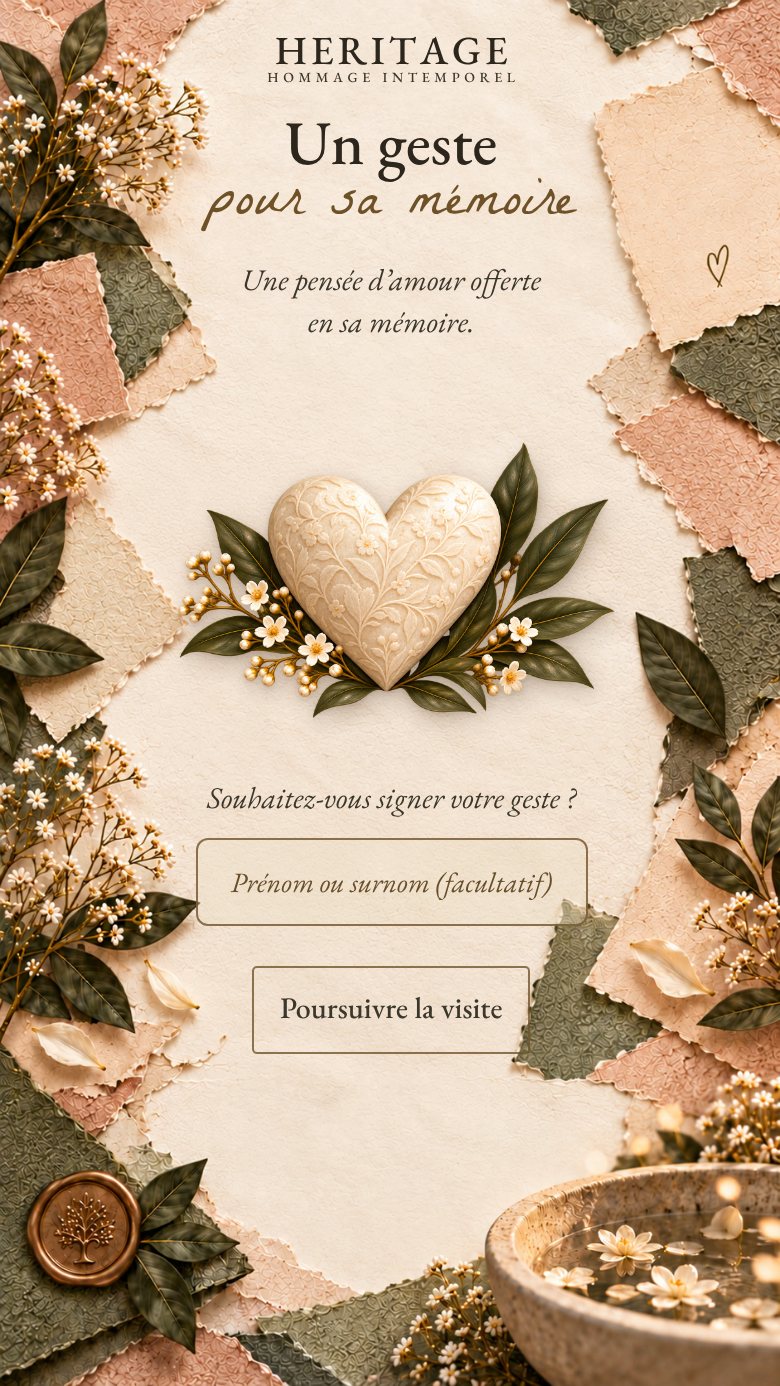 HERITAGE
HOMMAGE INTEMPOREL
Un geste
pour sa mémoire
Une pensée d’amour offerte
en sa mémoire.
Souhaitez-vous signer votre geste ?
Prénom ou surnom (facultatif)
Poursuivre la visite